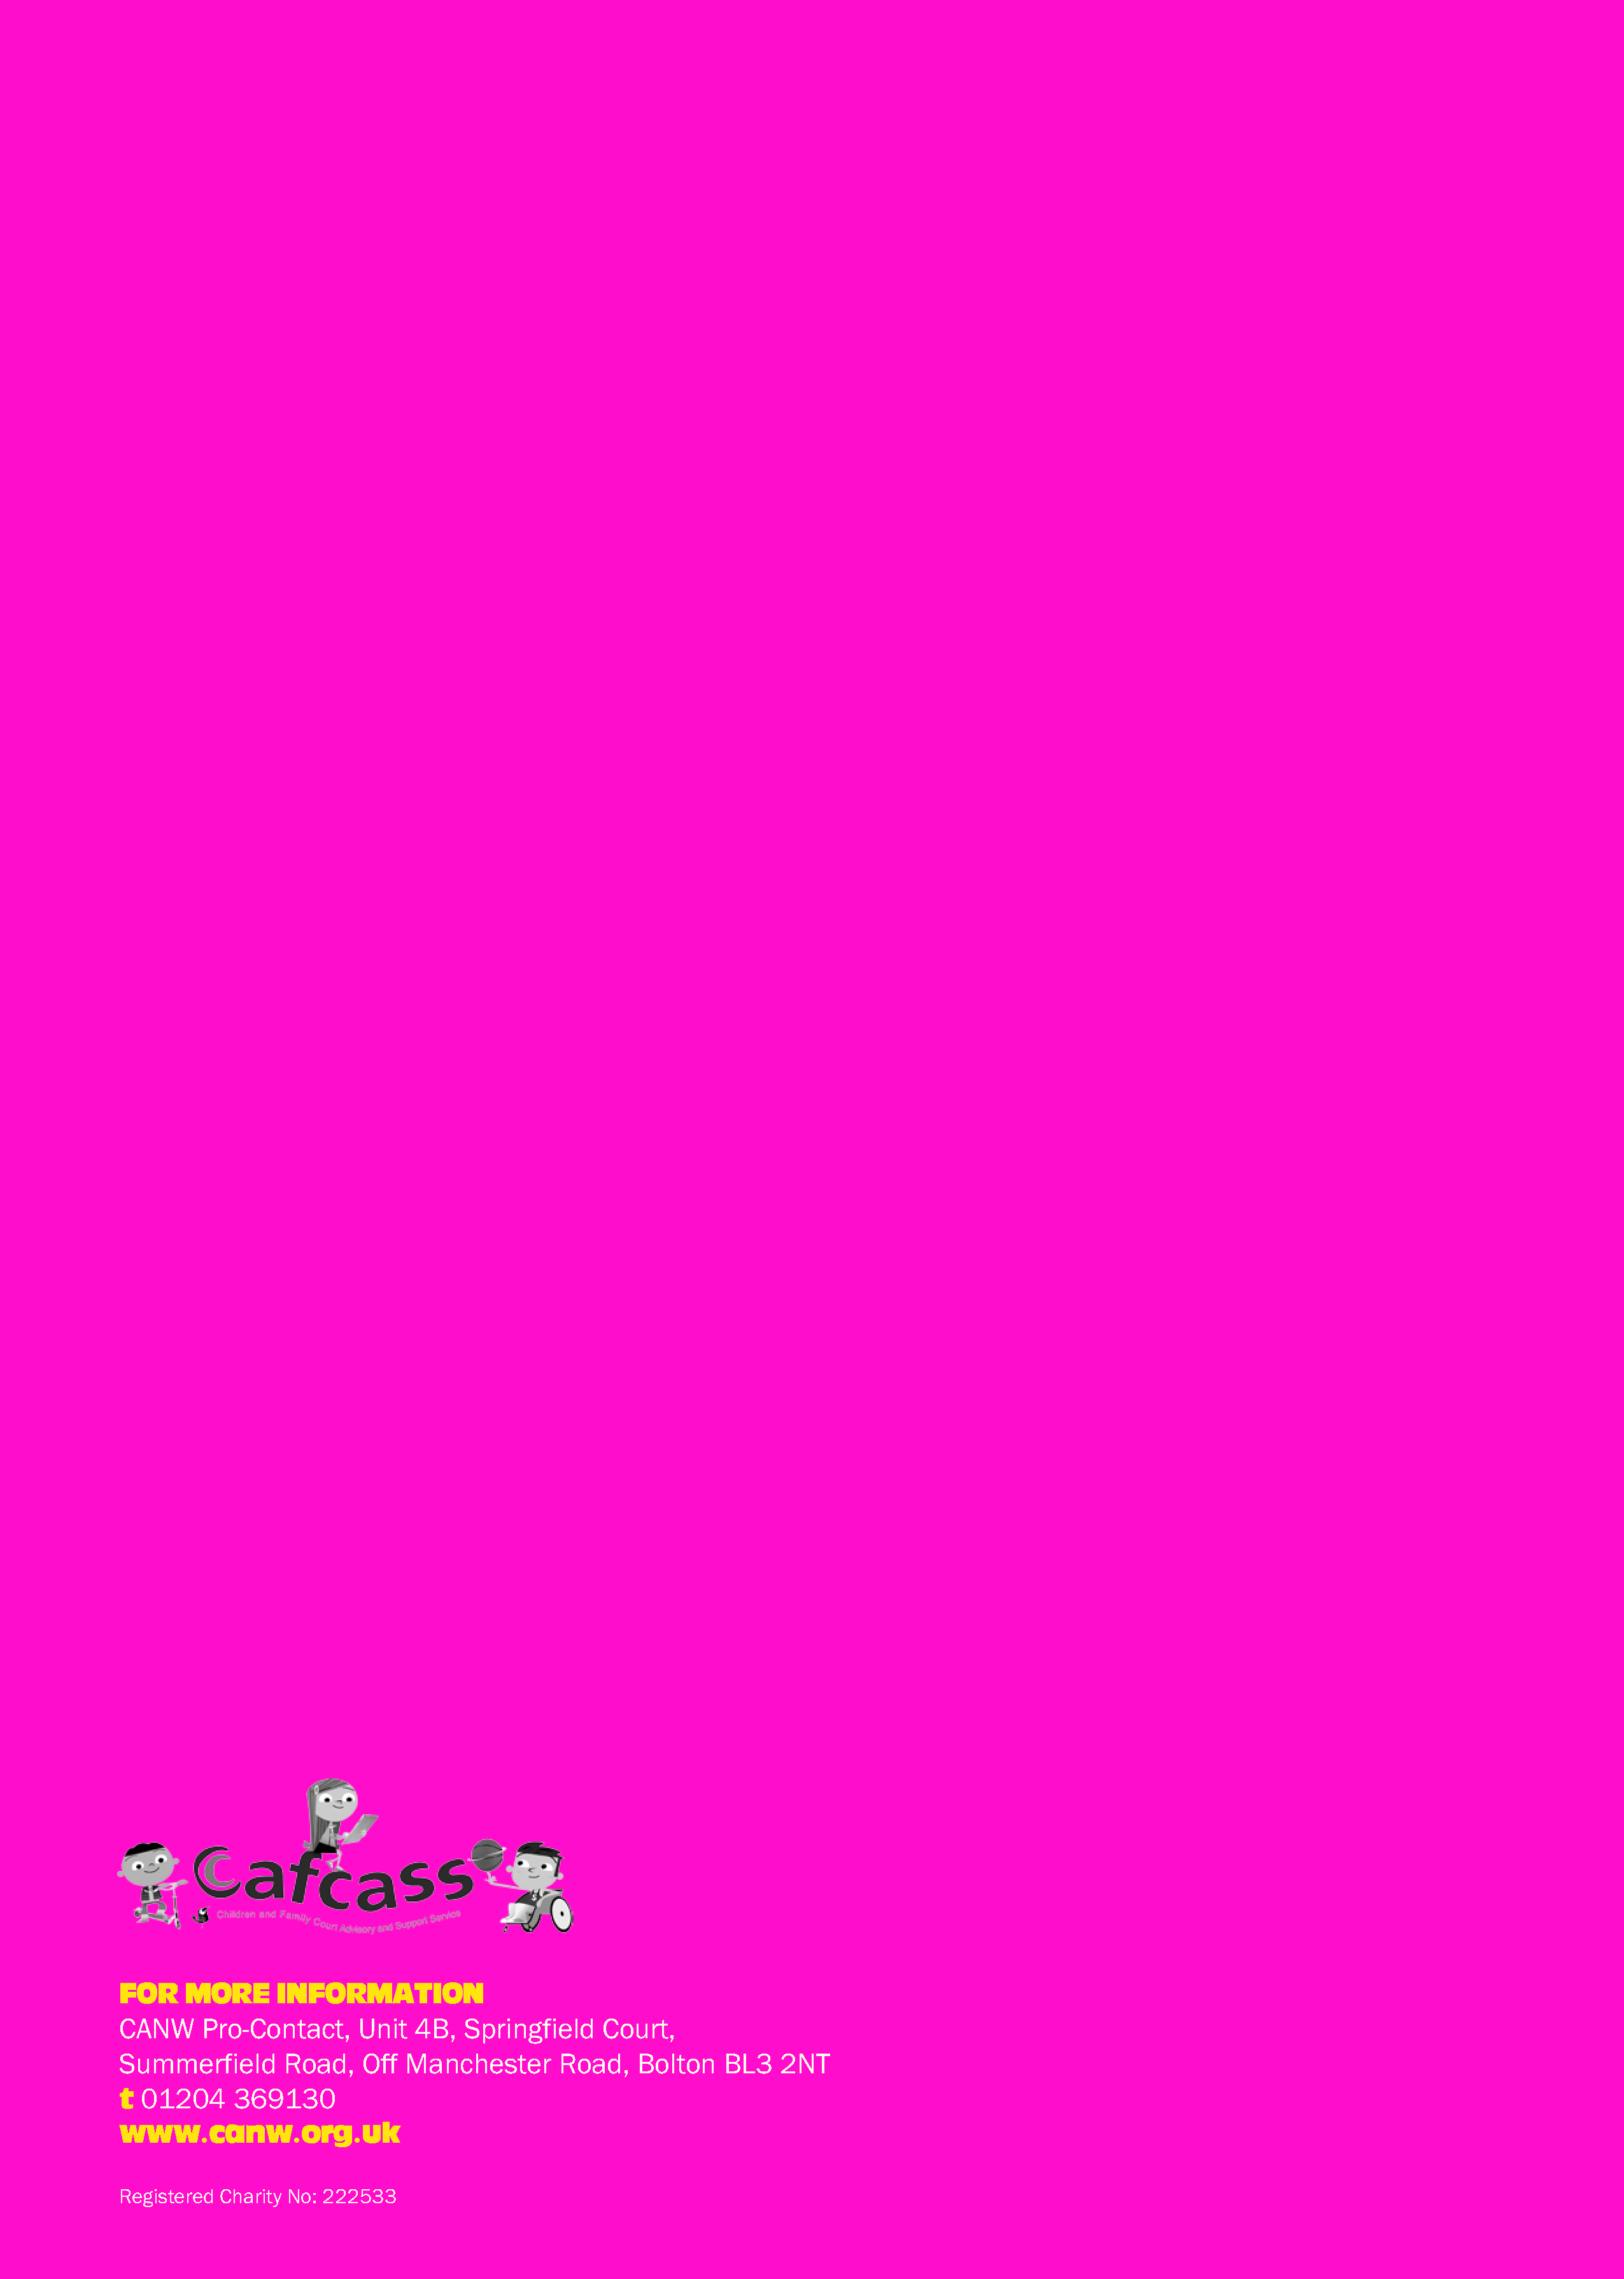 Cafcass
Children and Family Court Advisory and Support Service
FOR MORE INFORMATION
CANW Pro-Contact, Unit 4B, Springfield Court,
Summerfield Road, Off Manchester Road, Bolton BL3 2NT
t 01204 369130
www.canw.org.uk
Registered Charity No: 222533